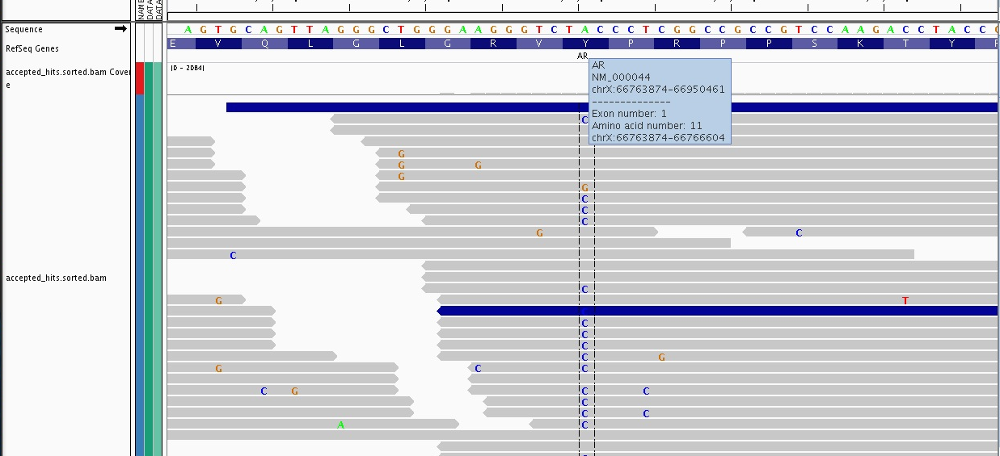 NAME
DATA
DATA
Sequence
A G T G C A G T T A G G G C T G G G A A G G G T C T A C C C T C G G C C G C C G T C C A A G A C C T A C C
E V Q L G L G R V Y P R P P S K T Y
RefSeq Genes
AR
AR
NM_000044
chrX:66763874-66950461
--------------
Exon number: 1
Amino acid number: 11
chrX:66763874-66766604
accepted_hits.sorted.bam Cover
e
[0 - 2084]
C
G
G G
G
G
C
C
C
G C
C
C
G T
C
C
C
C
C G
G C C
C G C C
C
C C
A C
accepted_hits.sorted.bam